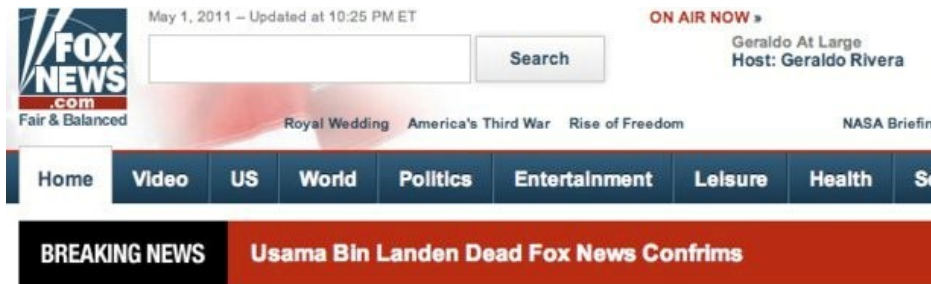 May 1, 2011 – Updated at 10:25 PM ET
ON AIR NOW »
FOX
NEWS
.com
Fair & Balanced
Search
Geraldo At Large
Host: Geraldo Rivera
Royal Wedding America's Third War Rise of Freedom NASA Briefin
Home Video US World Politics Entertainment Leisure Health S
BREAKING NEWS Usama Bin Landen Dead Fox News Confrims